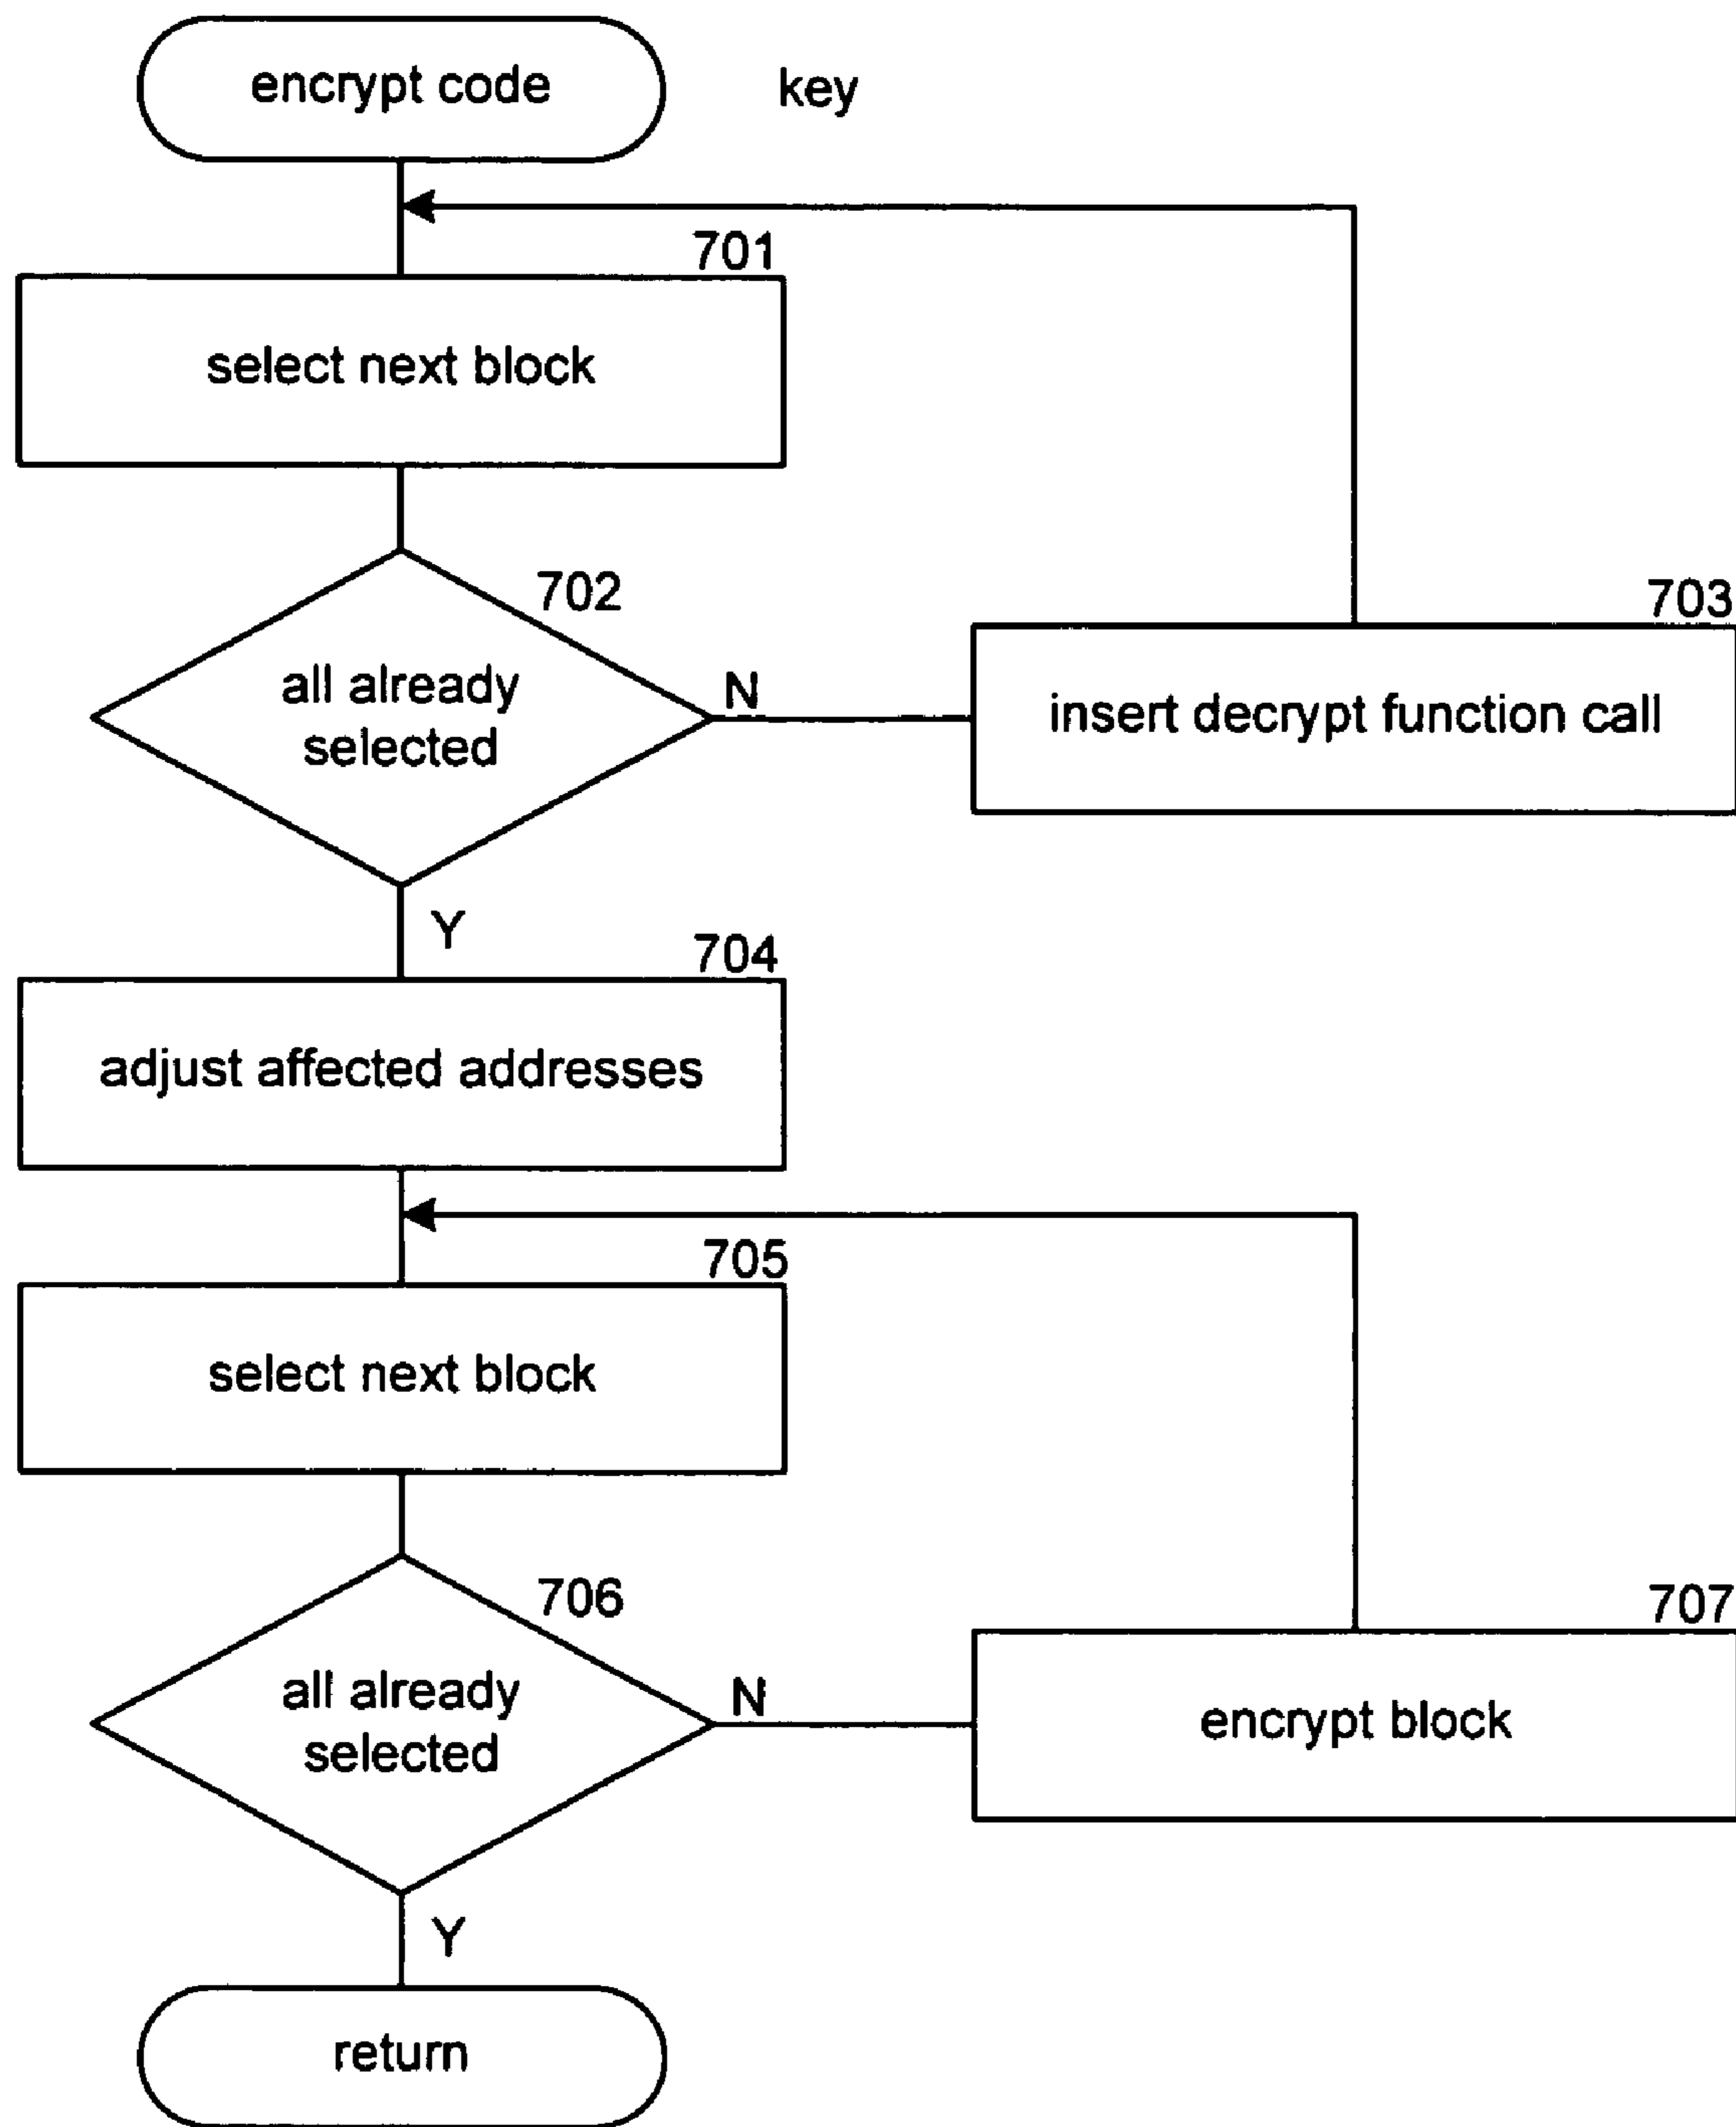 encrypt code
key
701
select next block
702
all already
selected
N
703
insert decrypt function call
Y
704
adjust affected addresses
705
select next block
706
all already
selected
N
707
encrypt block
Y
return